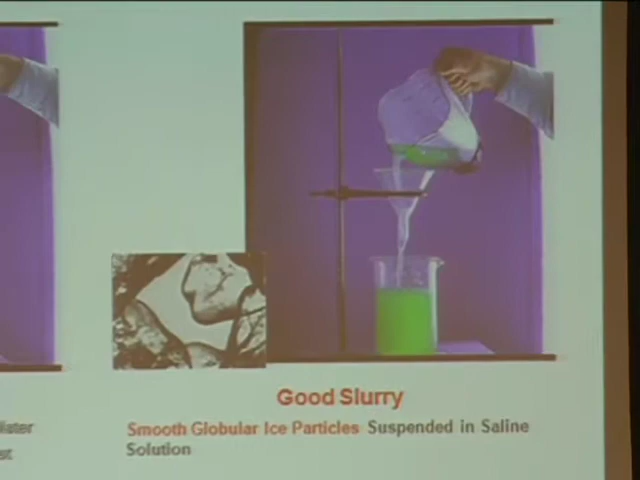 Good Slurry
Smooth Globular Ice Particles Suspended in Saline
Solution